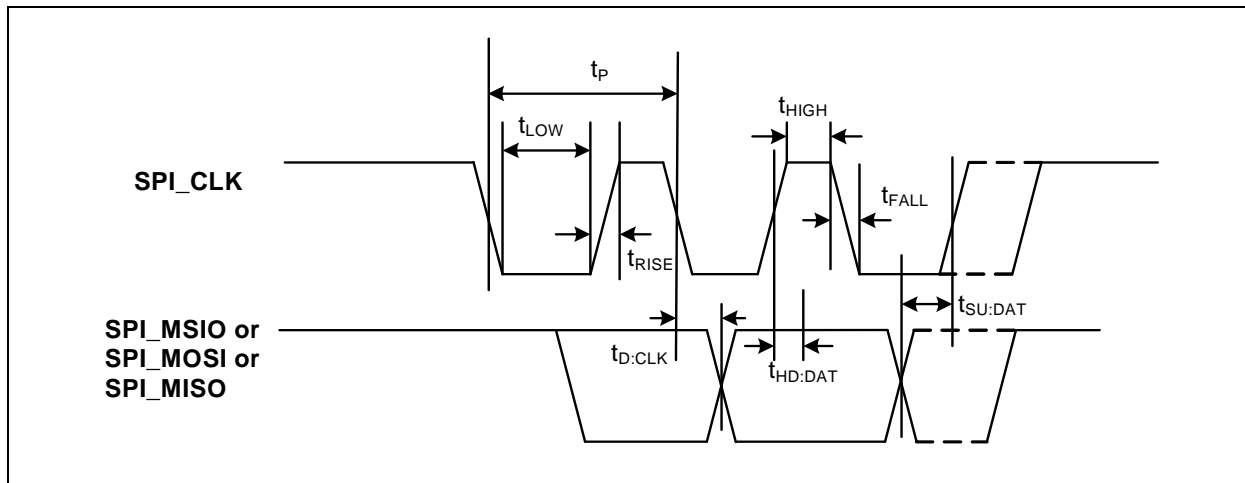 tP
tHIGH
tLOW
SPI_CLK
tFALL
tRISE
tSU:DAT
SPI_MSIO or
SPI_MOSI or
SPI_MISO
tD:CLK
tHD:DAT